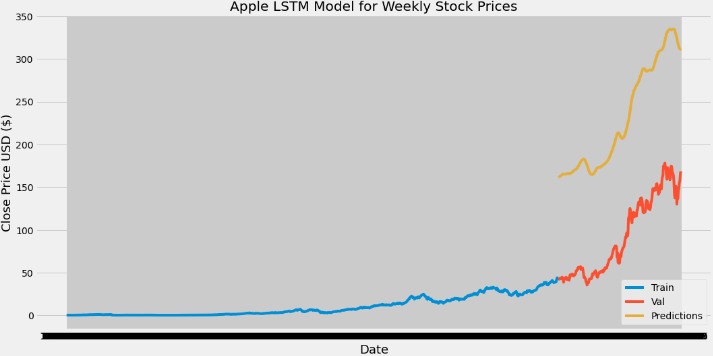 Apple LSTM Model for Weekly Stock Prices
Close Price USD ($)
350
300
250
200
150
100
50
0
Train
Val
Predictions
Date